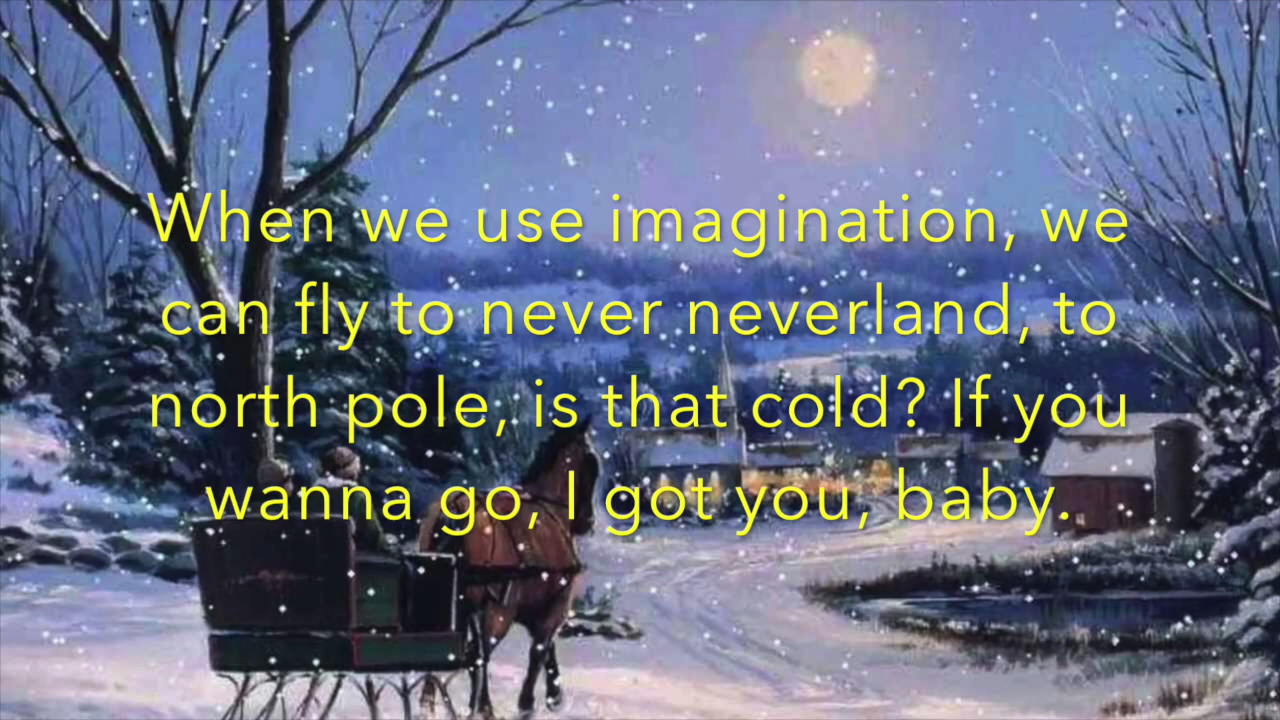 When we use imagination, we
can fly to never neverland, to
north pole, is that cold? If you
wanna go, I got you, baby.